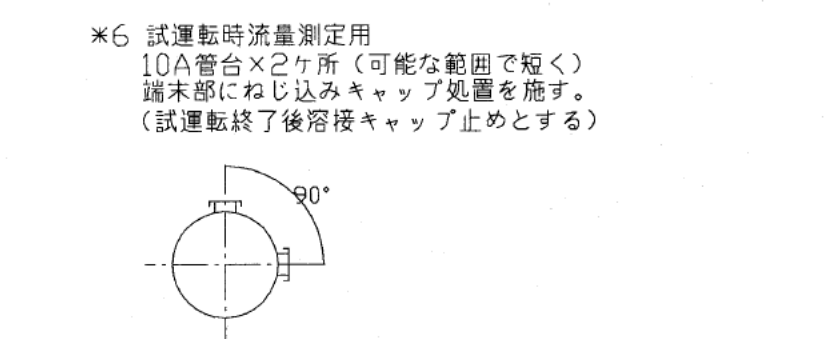 *6 試運転時流量測定用
10A管台×2ケ所(可能な範囲で短く)
端末部にねじ込みキャップ処置を施す。
(試運転終了後溶接キャップ止めとする)
90°